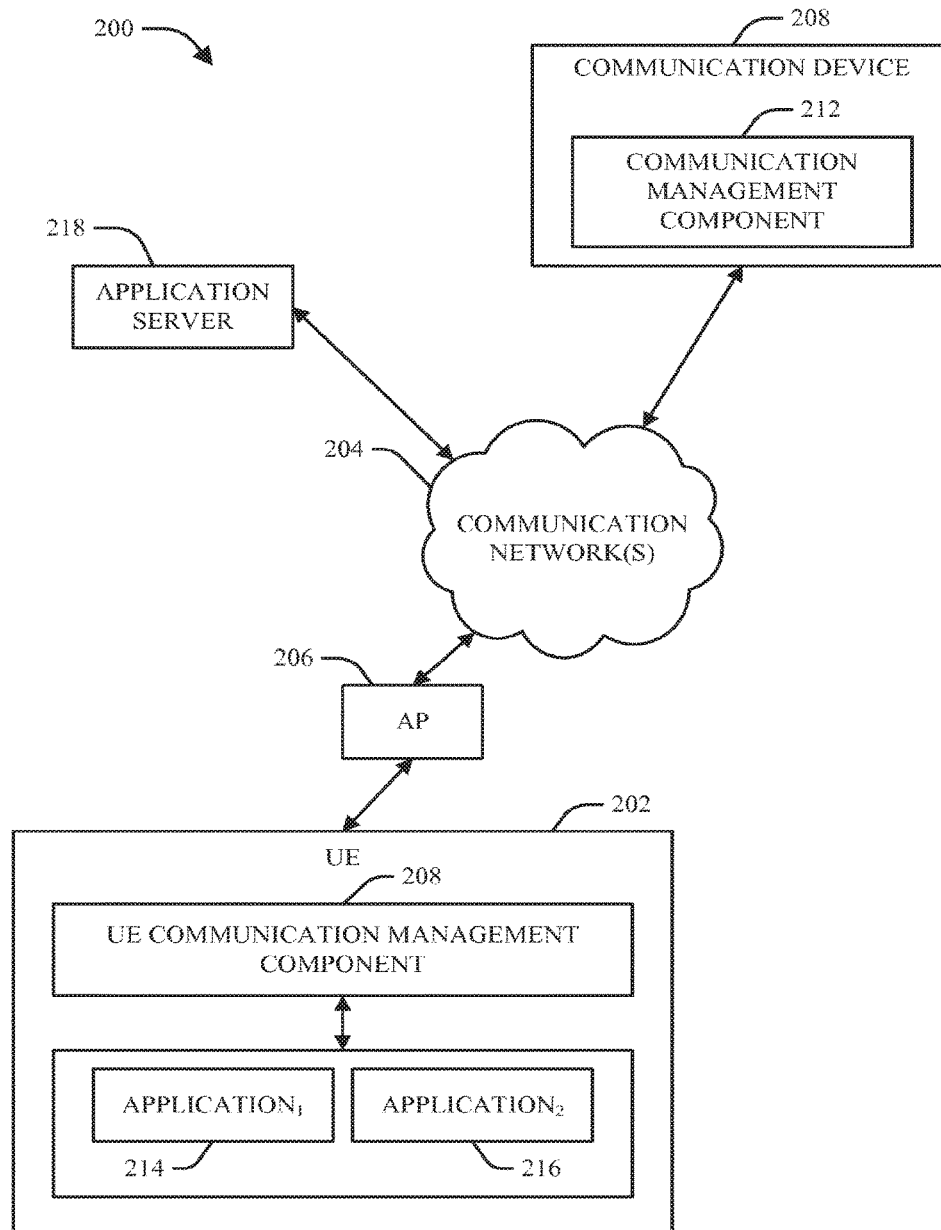 200
208
COMMUNICATION DEVICE
212
COMMUNICATION
MANAGEMENT
COMPONENT
218
APPLICATION
SERVER
204
COMMUNICATION
NETWORK(S)
206
AP
202
UE
208
UE COMMUNICATION MANAGEMENT
COMPONENT
APPLICATION₁
APPLICATION₂
214
216